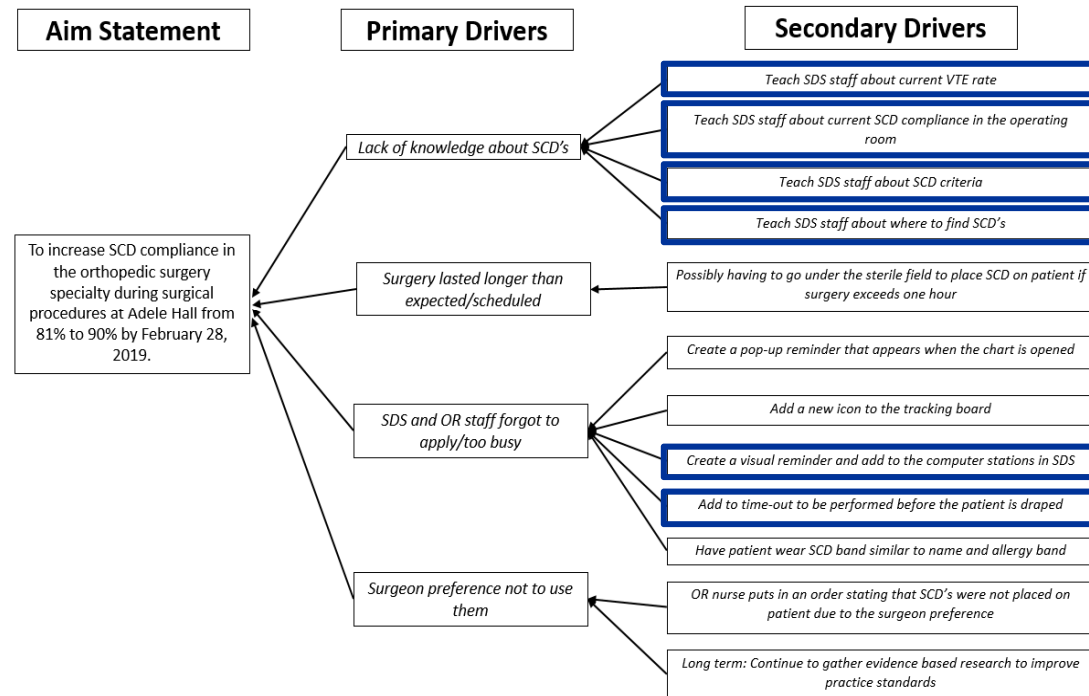 Aim Statement
Primary Drivers
Secondary Drivers
To increase SCD compliance in
the orthopedic surgery
specialty during surgical
procedures at Adele Hall from
81% to 90% by February 28,
2019.
Lack of knowledge about SCD's
Surgery lasted longer than
expected/scheduled
SDS and OR staff forgot to
apply/too busy
Surgeon preference not to use
them
Teach SDS staff about current VTE rate
Teach SDS staff about current SCD compliance in the operating
room
Teach SDS staff about SCD criteria
Teach SDS staff about where to find SCD's
Possibly having to go under the sterile field to place SCD on patient if
surgery exceeds one hour
Create a pop-up reminder that appears when the chart is opened
Add a new icon to the tracking board
Create a visual reminder and add to the computer stations in SDS
Add to time-out to be performed before the patient is draped
Have patient wear SCD band similar to name and allergy band
OR nurse puts in an order stating that SCD's were not placed on
patient due to the surgeon preference
Long term: Continue to gather evidence based research to improve
practice standards